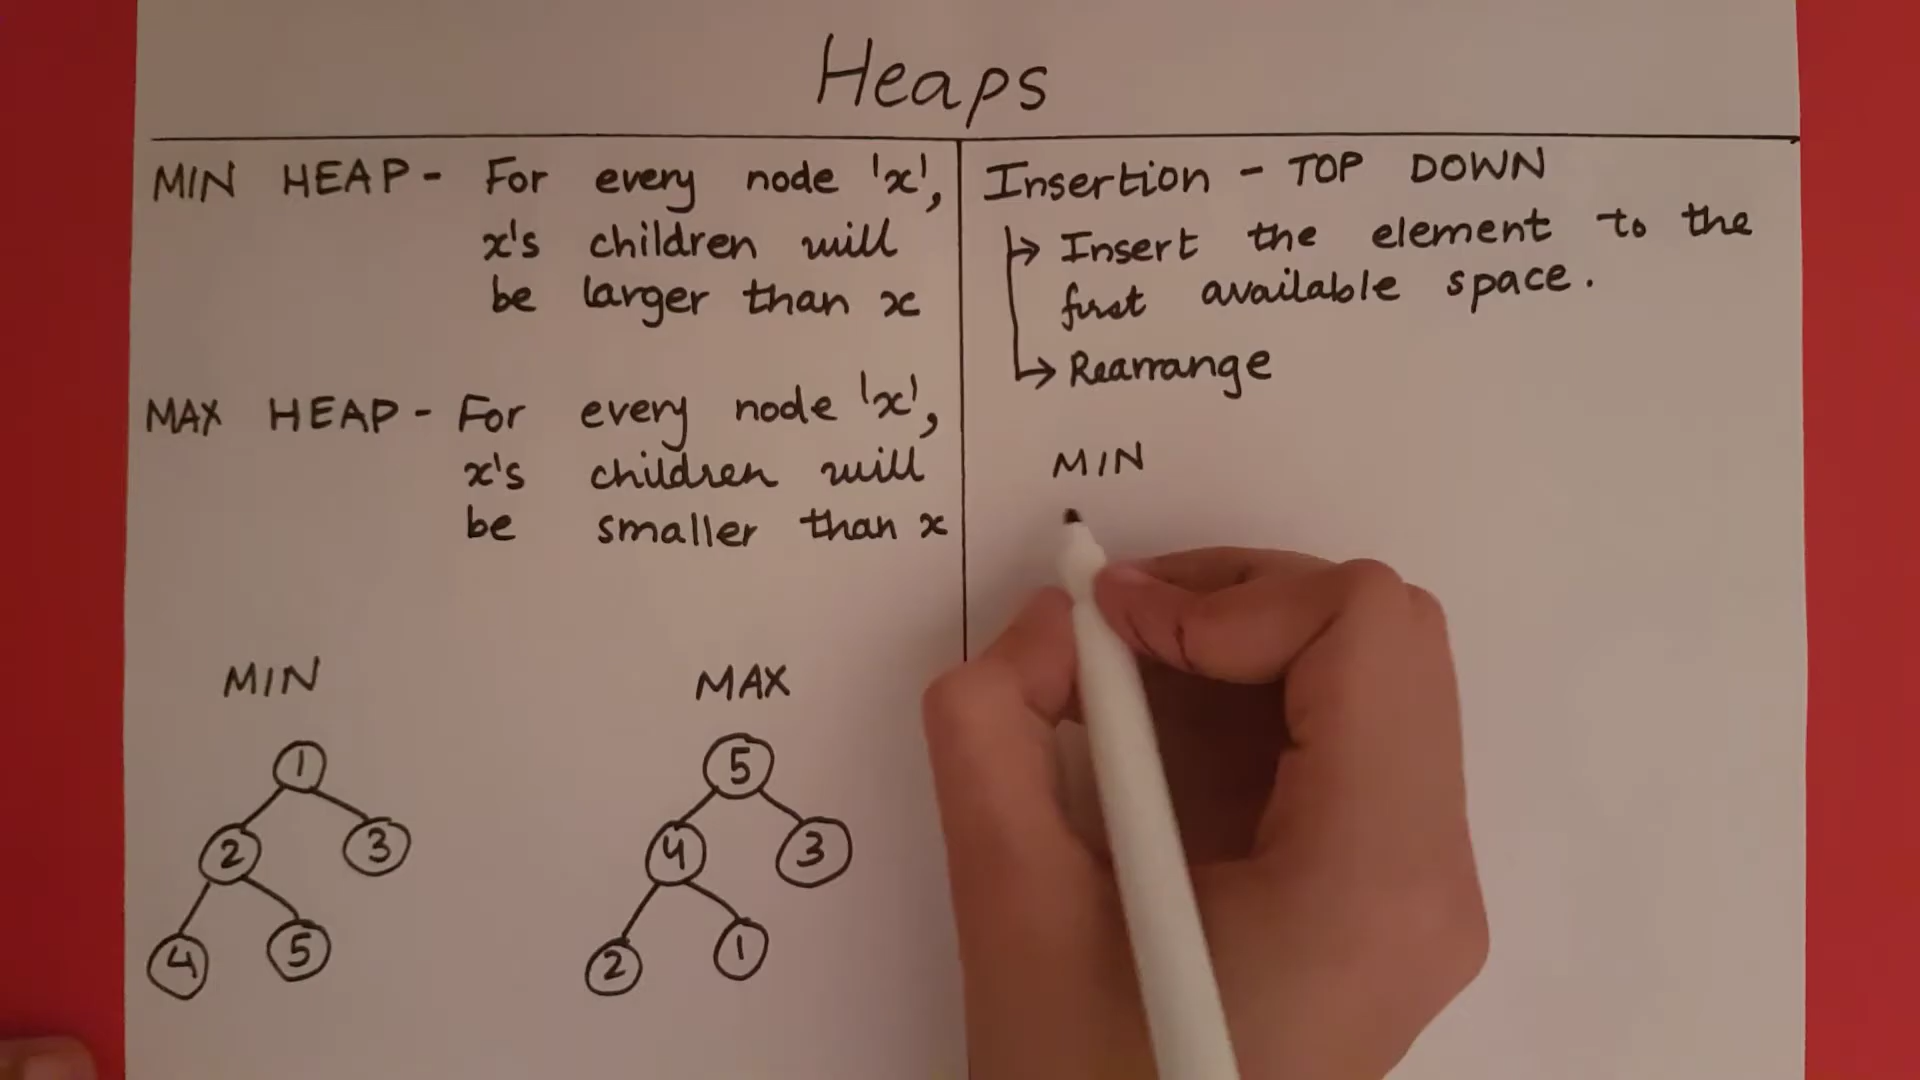 Heaps
MIN HEAP - For every node 'x',
x's children will
be larger than x
MAX HEAP - For every node 'x',
x's children will
be smaller than x
MIN
1
2 3
4 5
MAX
5
4 3
2 1
Insertion - TOP DOWN
Insert the element to the
first available space.
Rearrange
MIN